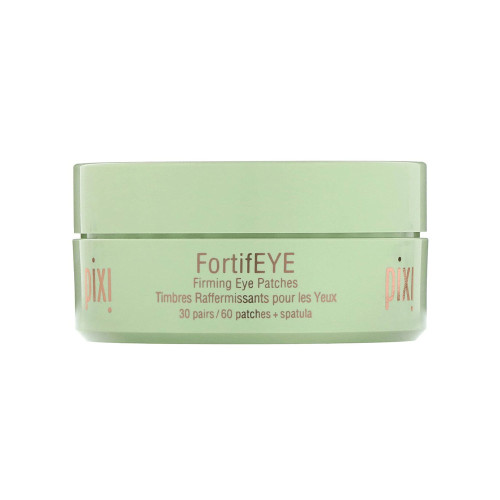 pixi
FortifEYE
Firming Eye Patches
Timbres Raffermissants pour les Yeux
30 pairs / 60 patches + spatula
pixi